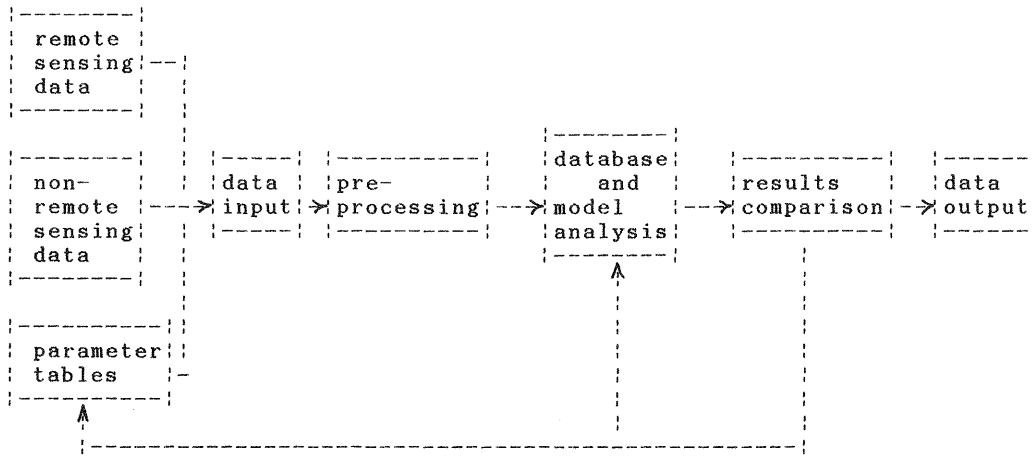 remote
sensing
data
non-
remote
sensing
data
parameter
tables
data
input
pre-
processing
database
and
model
analysis
results
comparison
data
output